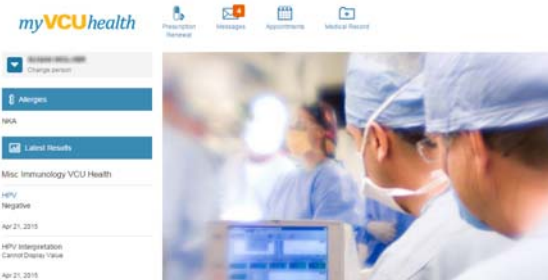 myVCUhealth
Prescription
Renewal
4
Messages
Appointments
Medical Record
Change person
Allergies
NKA
Latest Results
Misc Immunology VCU Health
HPV
Negative
Apr 21, 2015
HPV Interpretation
Cannot Display Value
Apr 21, 2015